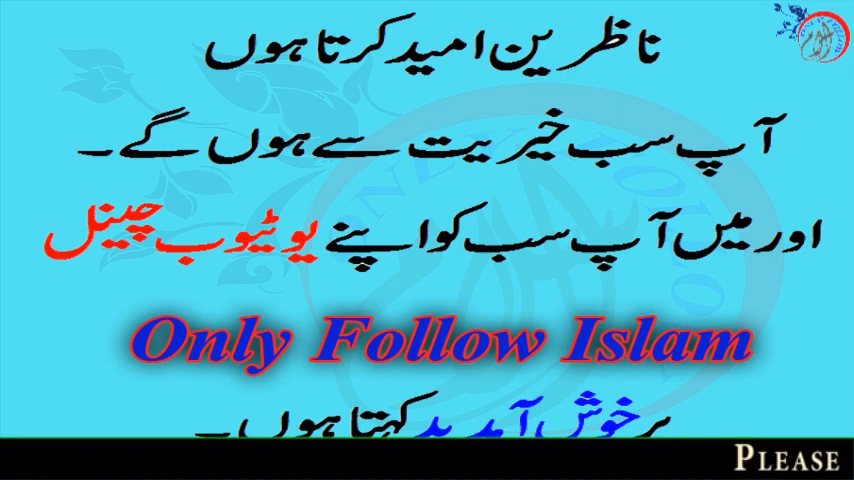 ناظرین امید کرتا ہوں
آپ سب خیریت سے ہوں گے۔
اور میں آپ سب کو اپنے یوٹیوب چینل
Only Follow Islam
پر خوش آمدید کہتا ہوں۔
PLEASE